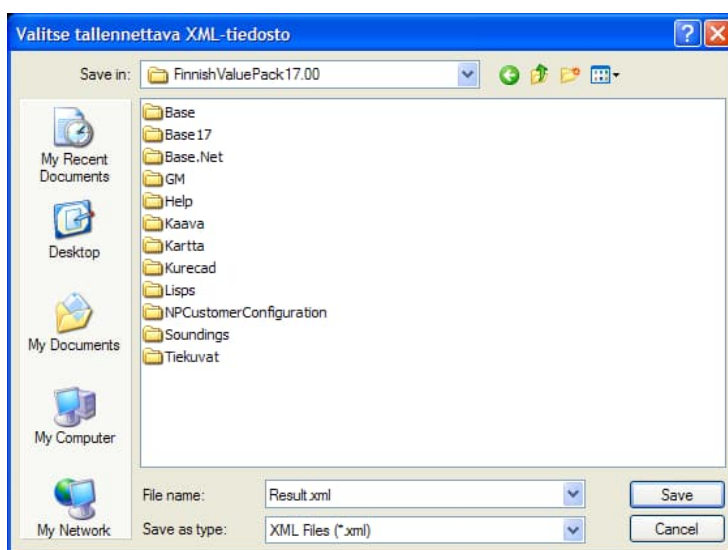 Valitse tallennettava XML-tiedosto
Save in: FinnishValuePack17.00
My Recent
Documents
Desktop
My Documents
My Computer
My Network
Base
Base17
Base.Net
GM
Help
Kaava
Kartta
Kurecad
Lisps
NPCustomerConfiguration
Soundings
Tiekuvat
File name: Result.xml Save
Save as type: XML Files (*.xml) Cancel